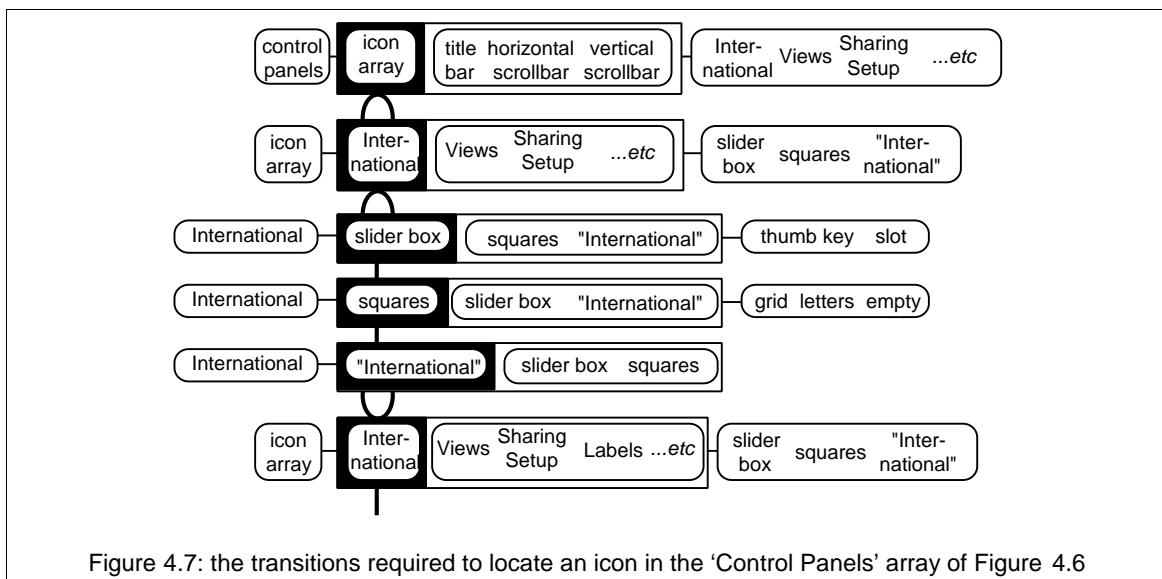 control
panels
icon
array
title horizontal vertical
bar scrollbar scrollbar
Inter-
national Views Sharing
Setup ...etc
icon
array
Inter-
national
Views Sharing
Setup ...etc
slider
box squares "Inter-
national"
International slider box squares "International" thumb key slot
International squares slider box "International" grid letters empty
International "International" slider box squares
icon
array
Inter-
national
Views Sharing
Setup Labels ...etc
slider
box squares "Inter-
national"
Figure 4.7: the transitions required to locate an icon in the ‘Control Panels’ array of Figure 4.6